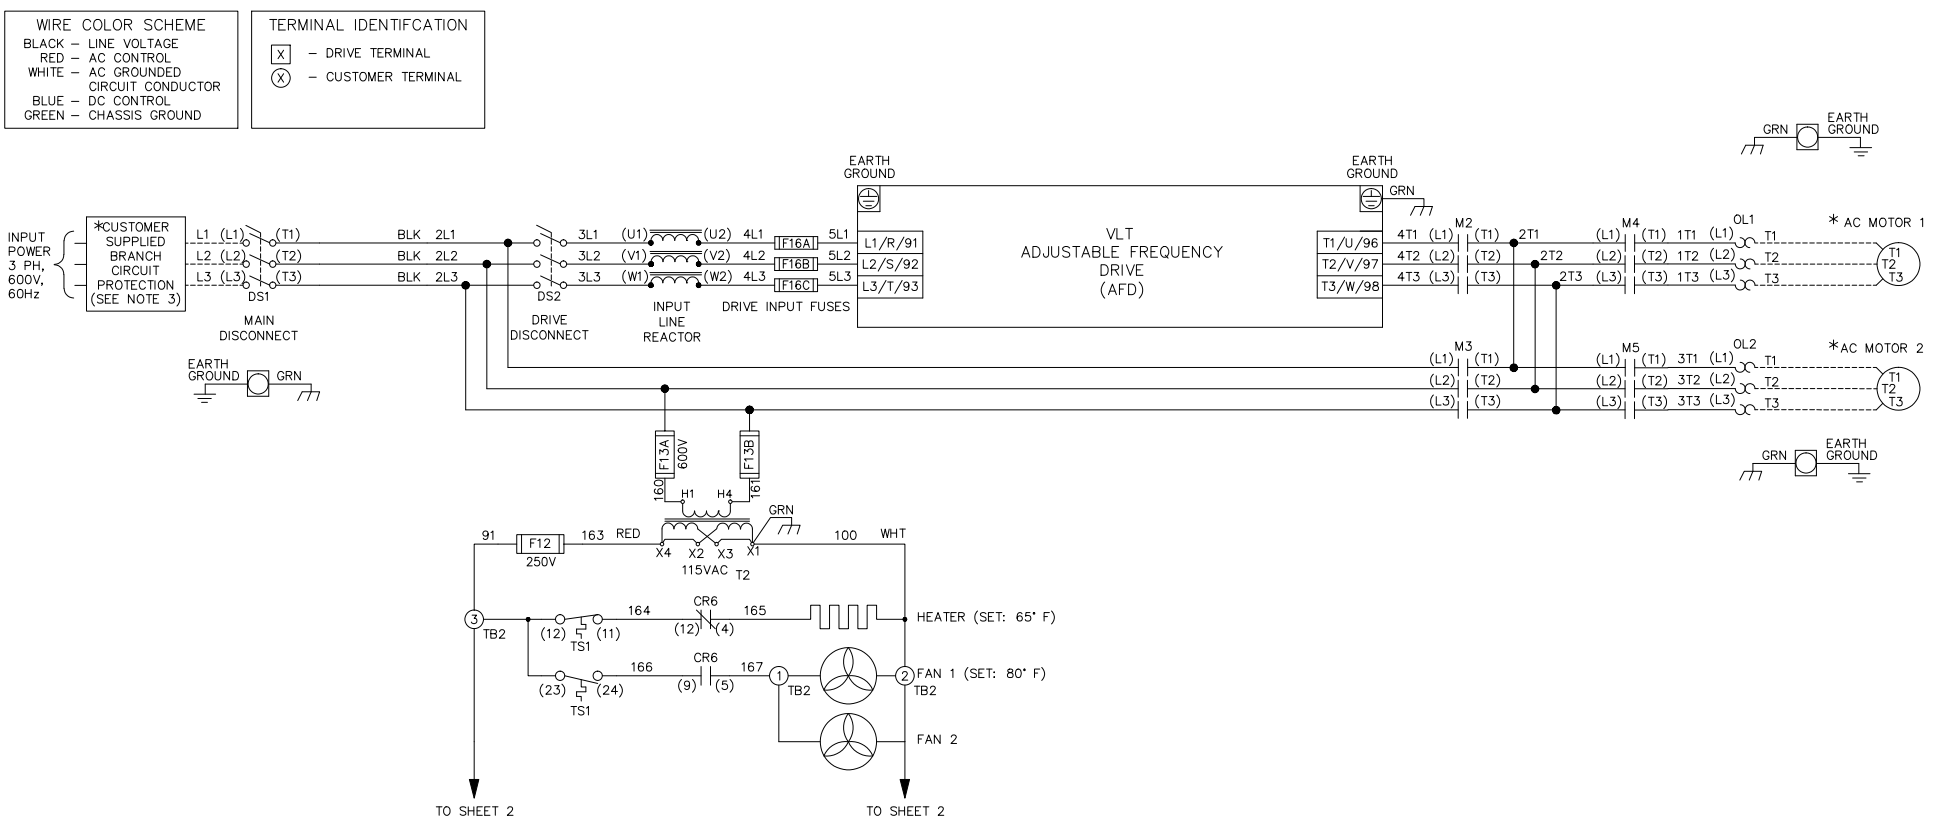 WIRE COLOR SCHEME
BLACK – LINE VOLTAGE
RED – AC CONTROL
WHITE – AC GROUNDED
CIRCUIT CONDUCTOR
BLUE – DC CONTROL
GREEN – CHASSIS GROUND
TERMINAL IDENTIFCATION
X – DRIVE TERMINAL
X – CUSTOMER TERMINAL
INPUT
POWER
3 PH,
600V,
60Hz
*CUSTOMER
SUPPLIED
BRANCH
CIRCUIT
PROTECTION
(SEE NOTE 3)
L1 (L1) (T1)
L2 (L2) (T2)
L3 (L3) (T3)
DS1
MAIN
DISCONNECT
EARTH
GROUND
GRN
BLK 2L1
BLK 2L2
BLK 2L3
DS2
DRIVE
DISCONNECT
3L1 (U1) (U2) 4L1 F16A 5L1
3L2 (V1) (V2) 4L2 F16B 5L2
3L3 (W1) (W2) 4L3 F16C 5L3
INPUT
LINE
REACTOR
DRIVE INPUT FUSES
EARTH
GROUND
L1/R/91
L2/S/92
L3/T/93
VLT
ADJUSTABLE FREQUENCY
DRIVE
(AFD)
EARTH
GROUND
GRN
T1/U/96
T2/V/97
T3/W/98
M2
4T1 (L1) (T1) 2T1
4T2 (L2) (T2) 2T2
4T3 (L3) (T3) 2T3
M4
(L1) (T1) 1T1 (L1) T1
(L2) (T2) 1T2 (L2) T2
(L3) (T3) 1T3 (L3) T3
OL1
* AC MOTOR 1
T1
T2
T3
GRN
EARTH
GROUND
M3
(L1) (T1)
(L2) (T2)
(L3) (T3)
M5
(L1) (T1) 3T1 (L1) T1
(L2) (T2) 3T2 (L2) T2
(L3) (T3) 3T3 (L3) T3
OL2
*AC MOTOR 2
T1
T2
T3
GRN
EARTH
GROUND
F13A
600V
F13B
160
161
H1 H4
GRN
91 F12 163 RED
250V
X4 X2 X3 X1
115VAC T2
100 WHT
3
TB2
(12) (11)
TS1
164
CR6
(12) (4)
165
HEATER (SET: 65° F)
(23) (24)
TS1
166
CR6
(9) (5)
167
1
TB2
2
TB2
FAN 1 (SET: 80° F)
FAN 2
TO SHEET 2
TO SHEET 2